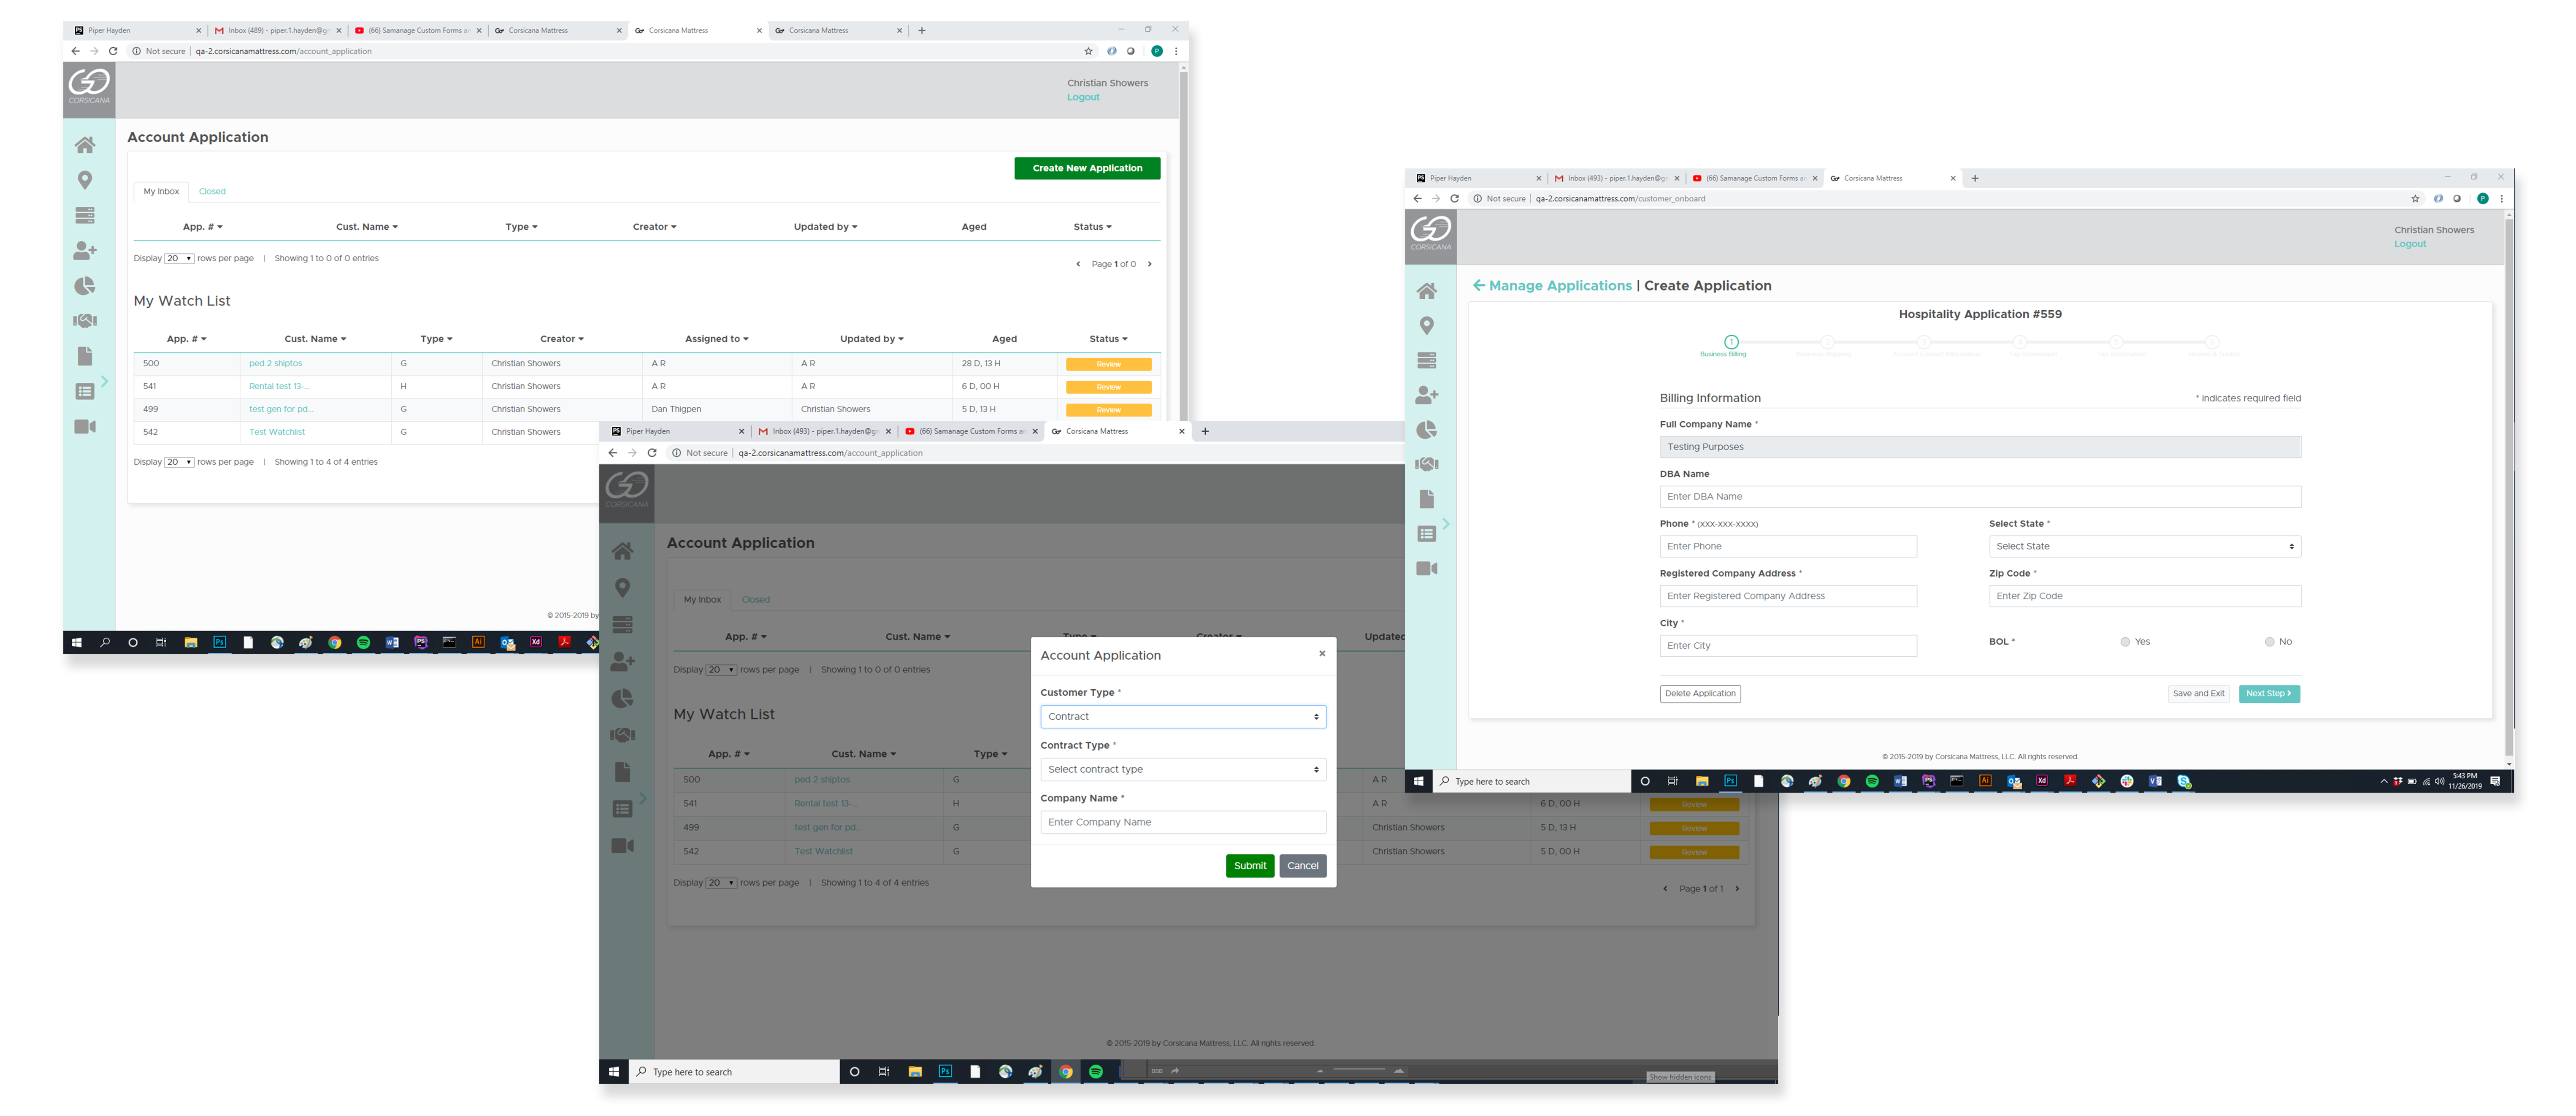 Piper Hayden
Inbox (489) - piper.1.hayden@gm
(66) Samanage Custom Forms an
Corsicana Mattress
Corsicana Mattress
Corsicana Mattress
Not secure | qa-2.corsicanamattress.com/account_application
CORSICANA
Christian Showers
Logout
Account Application
Create New Application
My Inbox Closed
App. # Cust. Name Type Creator Updated by Aged Status
Display 20 rows per page | Showing 1 to 0 of 0 entries
Page 1 of 0
My Watch List
App. # Cust. Name Type Creator Assigned to Updated by Aged Status
500 ped 2 shiptos G Christian Showers A R A R 28 D, 13 H Review
541 Rental test 13-... H Christian Showers A R A R 6 D, 00 H Review
499 test gen for pd... G Christian Showers Dan Thigpen Christian Showers 5 D, 13 H Review
542 Test Watchlist G Christian Showers
Display 20 rows per page | Showing 1 to 4 of 4 entries
© 2015-2019 by
Piper Hayden
Inbox (493) - piper.1.hayden@gm
(66) Samanage Custom Forms an
Corsicana Mattress
Not secure | qa-2.corsicanamattress.com/account_application
CORSICANA
Account Application
My Inbox Closed
App. # Cust. Name Type Creator Updated
Display 20 rows per page | Showing 1 to 0 of 0 entries
My Watch List
App. # Cust. Name Type
500 ped 2 shiptos G A R
541 Rental test 13-... H A R 6 D, 00 H Review
499 test gen for pd... G Christian Showers 5 D, 13 H Review
542 Test Watchlist G Christian Showers 5 D, 00 H Review
Display 20 rows per page | Showing 1 to 4 of 4 entries
Page 1 of 1
Account Application
Customer Type *
Contract
Contract Type *
Select contract type
Company Name *
Enter Company Name
Submit Cancel
© 2015-2019 by Corsicana Mattress, LLC. All rights reserved.
Type here to search
Show hidden icons
Piper Hayden
Inbox (493) - piper.1.hayden@gm
(66) Samanage Custom Forms an
Corsicana Mattress
Not secure | qa-2.corsicanamattress.com/customer_onboard
CORSICANA
Christian Showers
Logout
Manage Applications | Create Application
Hospitality Application #559
1 2 3 4 5 6
Business Billing
Billing Information
* indicates required field
Full Company Name *
Testing Purposes
DBA Name
Enter DBA Name
Phone * (XXX-XXX-XXXX) Select State *
Enter Phone Select State
Registered Company Address * Zip Code *
Enter Registered Company Address Enter Zip Code
City *
Enter City BOL * Yes No
Delete Application Save and Exit Next Step
© 2015-2019 by Corsicana Mattress, LLC. All rights reserved.
Type here to search
5:43 PM
11/26/2019